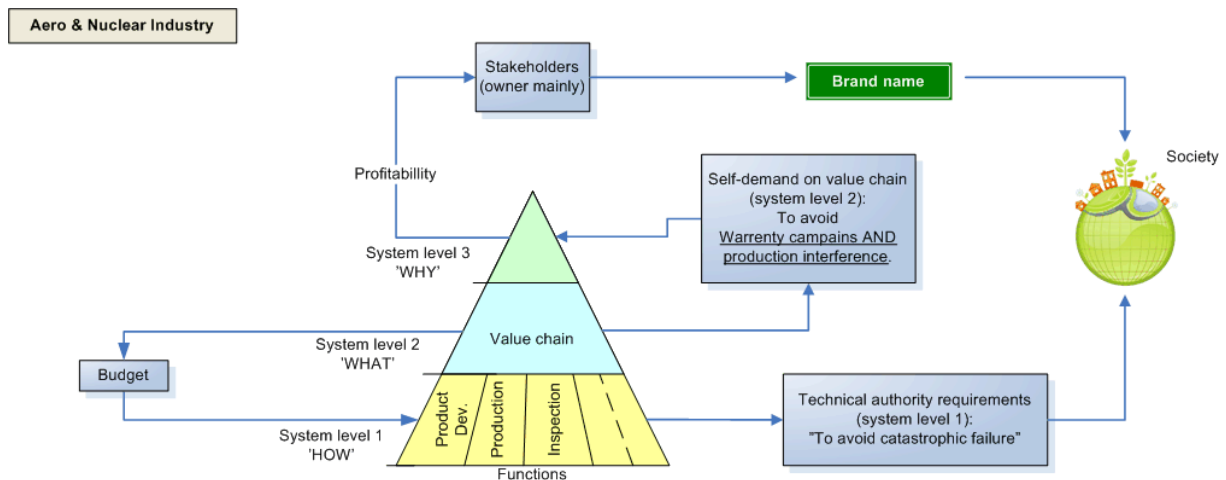 Aero & Nuclear Industry
Stakeholders
(owner mainly)
Brand name
Society
Profitabillity
Self-demand on value chain
(system level 2):
To avoid
Warrenty campains AND
production interference.
System level 3
'WHY'
Value chain
System level 2
'WHAT'
Budget
Product
Dev.
Production
Inspection
Technical authority requirements
(system level 1):
"To avoid catastrophic failure"
System level 1
'HOW'
Functions